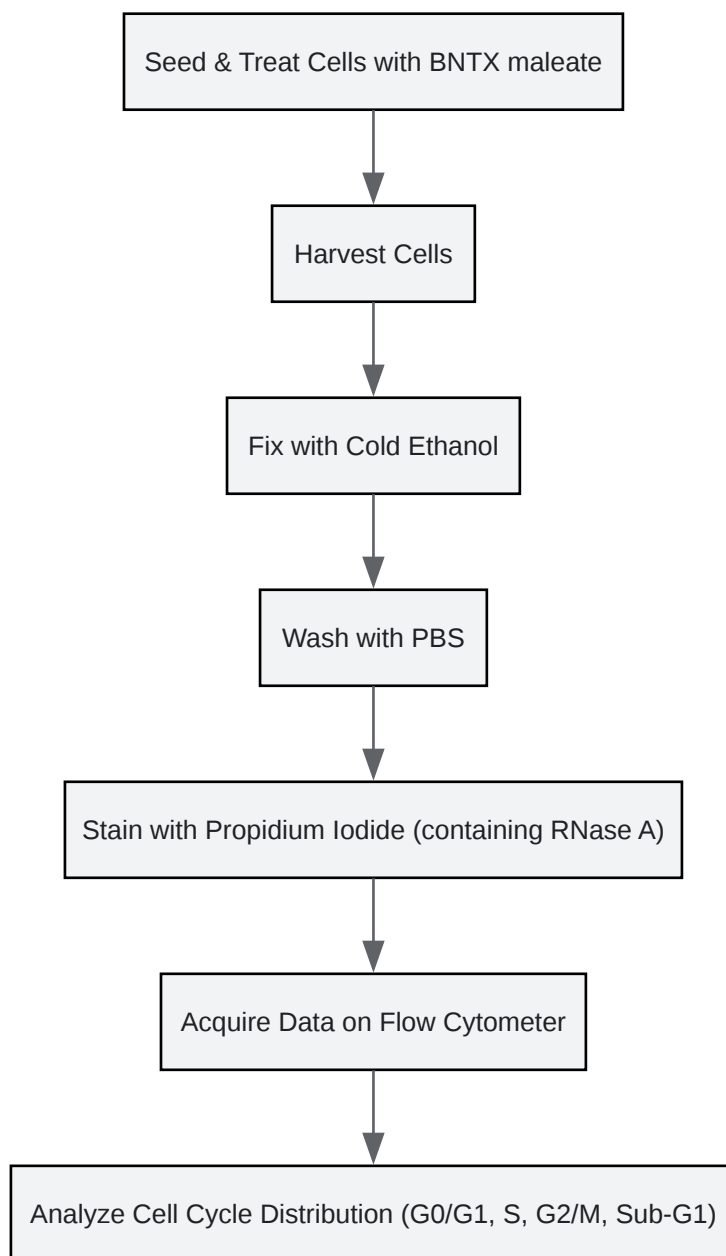 Seed & Treat Cells with BNTX maleate
Harvest Cells
Fix with Cold Ethanol
Wash with PBS
Stain with Propidium Iodide (containing RNase A)
Acquire Data on Flow Cytometer
Analyze Cell Cycle Distribution (G0/G1, S, G2/M, Sub-G1)